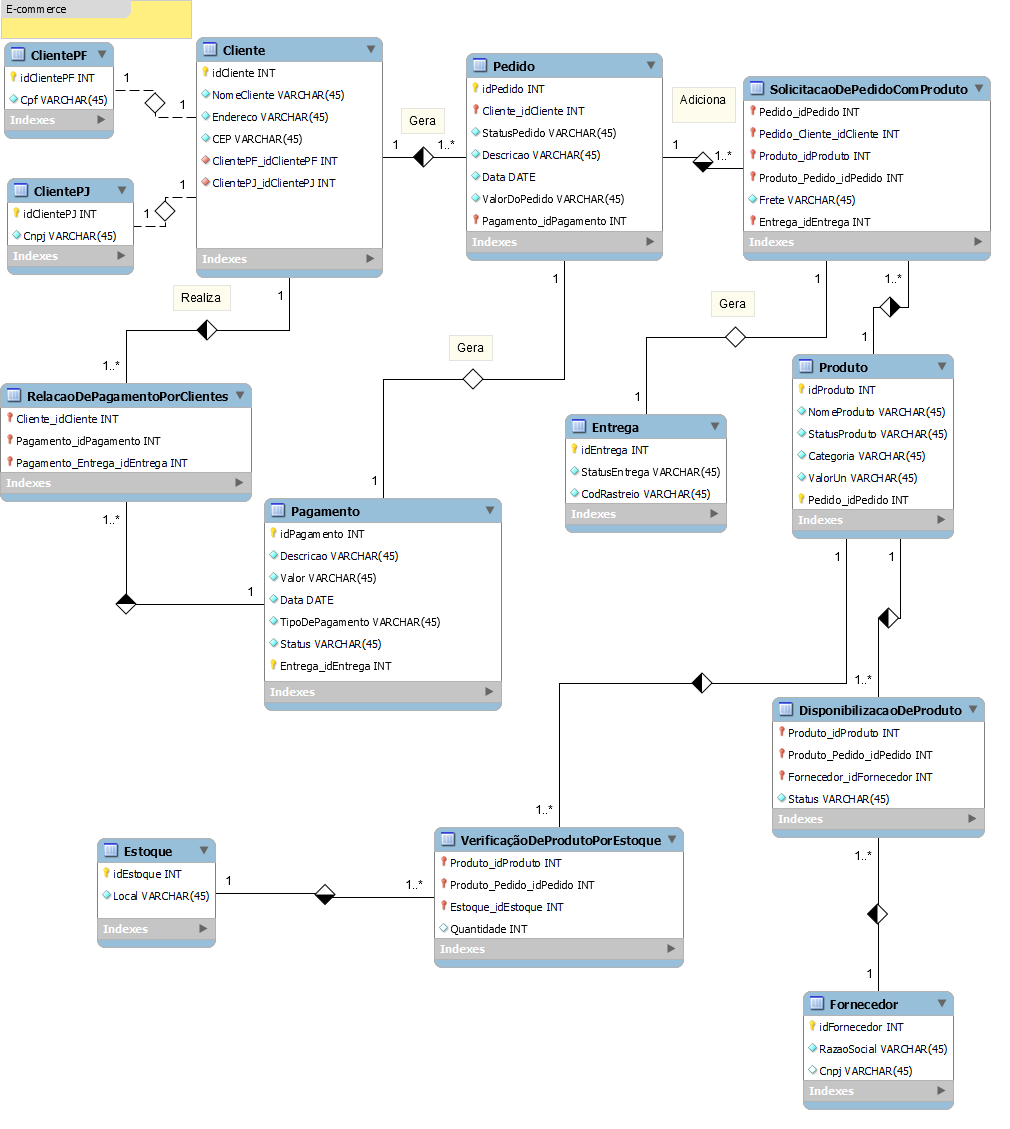 E-commerce
ClientePF
idClientePF INT
Cpf VARCHAR(45)
Indexes
1
1
ClientePJ
idClientePJ INT
Cnpj VARCHAR(45)
Indexes
1
1
Cliente
idCliente INT
NomeCliente VARCHAR(45)
Endereco VARCHAR(45)
CEP VARCHAR(45)
ClientePF_idClientePF INT
ClientePJ_idClientePJ INT
Indexes
Gera
1
1..*
Pedido
idPedido INT
Cliente_idCliente INT
StatusPedido VARCHAR(45)
Descricao VARCHAR(45)
Data DATE
ValorDoPedido VARCHAR(45)
Pagamento_idPagamento INT
Indexes
Adiciona
1
1..*
SolicitacaoDePedidoComProduto
Pedido_idPedido INT
Pedido_Cliente_idCliente INT
Produto_idProduto INT
Produto_Pedido_idPedido INT
Frete VARCHAR(45)
Entrega_idEntrega INT
Indexes
Realiza
1
1..*
Gera
1
1
Gera
1
1
1..*
1
RelacaoDePagamentoPorClientes
Cliente_idCliente INT
Pagamento_idPagamento INT
Pagamento_Entrega_idEntrega INT
Indexes
1..*
1
Pagamento
idPagamento INT
Descricao VARCHAR(45)
Valor VARCHAR(45)
Data DATE
TipoDePagamento VARCHAR(45)
Status VARCHAR(45)
Entrega_idEntrega INT
Indexes
Entrega
idEntrega INT
StatusEntrega VARCHAR(45)
CodRastreio VARCHAR(45)
Indexes
Produto
idProduto INT
NomeProduto VARCHAR(45)
StatusProduto VARCHAR(45)
Categoria VARCHAR(45)
ValorUn VARCHAR(45)
Pedido_idPedido INT
Indexes
1
1
1..*
1..*
DisponibilizacaoDeProduto
Produto_idProduto INT
Produto_Pedido_idPedido INT
Fornecedor_idFornecedor INT
Status VARCHAR(45)
Indexes
Estoque
idEstoque INT
Local VARCHAR(45)
Indexes
1
1..*
VerificaçãoDeProdutoPorEstoque
Produto_idProduto INT
Produto_Pedido_idPedido INT
Estoque_idEstoque INT
Quantidade INT
Indexes
1..*
1
Fornecedor
idFornecedor INT
RazaoSocial VARCHAR(45)
Cnpj VARCHAR(45)
Indexes